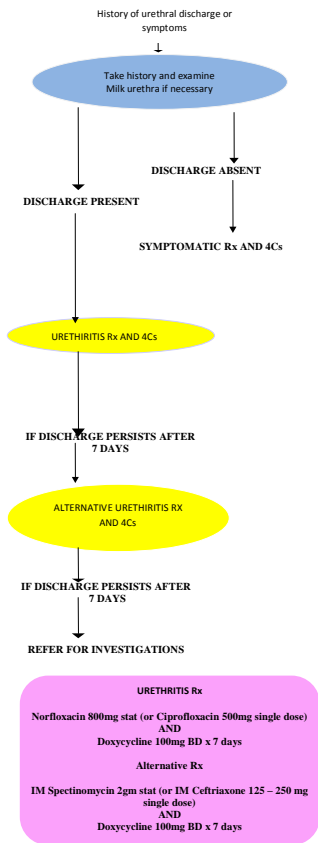 History of urethral discharge or
symptoms
Take history and examine
Milk urethra if necessary
DISCHARGE ABSENT
DISCHARGE PRESENT
SYMPTOMATIC Rx AND 4Cs
URETHIRITIS Rx AND 4Cs
IF DISCHARGE PERSISTS AFTER
7 DAYS
ALTERNATIVE URETHIRITIS RX
AND 4Cs
IF DISCHARGE PERSISTS AFTER
7 DAYS
REFER FOR INVESTIGATIONS
URETHRITIS Rx
Norfloxacin 800mg stat (or Ciprofloxacin 500mg single dose)
AND
Doxycycline 100mg BD x 7 days
Alternative Rx
IM Spectinomycin 2gm stat (or IM Ceftriaxone 125 – 250 mg
single dose)
AND
Doxycycline 100mg BD x 7 days